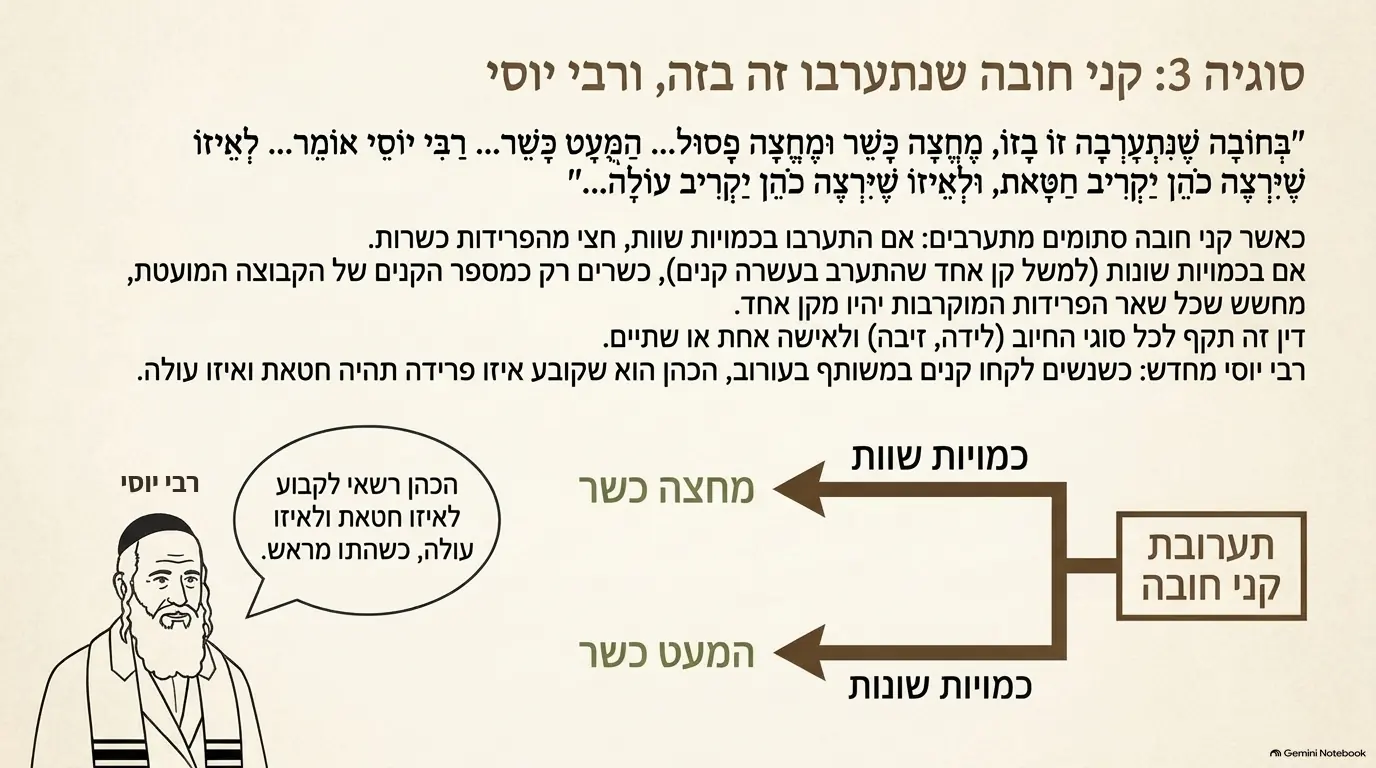 סוגיה 3: קני חובה שנתערבו זה בזה, ורבי יוסי
"בְּחוֹבָה שֶׁנִּתְעָרְבָה זוֹ בָזוֹ, מֶחֱצָה כָּשֵׁר וּמֶחֱצָה פָסוּל... הַמֻּעָט כָּשֵׁר... רַבִּי יוֹסֵי אוֹמֵר... לְאֵיזוֹ
שֶׁיִּרְצֶה כֹהֵן יַקְרִיב חַטָּאת, וּלְאֵיזוֹ שֶׁיִּרְצֶה כֹהֵן יַקְרִיב עוֹלָה..."
כאשר קני חובה סתומים מתערבים: אם התערבו בכמויות שוות, חצי מהפרידות כשרות.
אם בכמויות שונות (למשל קן אחד שהתערב בעשרה קנים), כשרים רק כמספר הקנים של הקבוצה המועטת,
מחשש שכל שאר הפרידות המוקרבות יהיו מקן אחד.
דין זה תקף לכל סוגי החיוב (לידה, זיבה) ולאישה אחת או שתיים.
רבי יוסי מחדש: כשנשים לקחו קנים במשותף בעורוב, הכהן הוא שקובע איזו פרידה תהיה חטאת ואיזו עולה.
תערובת
קני חובה
כמויות שוות
מחצה כשר
כמויות שונות
המעט כשר
רבי יוסי
הכהן רשאי לקבוע
לאיזו חטאת ולאיזו
עולה, כשהתו מראש.
Gemini Notebook